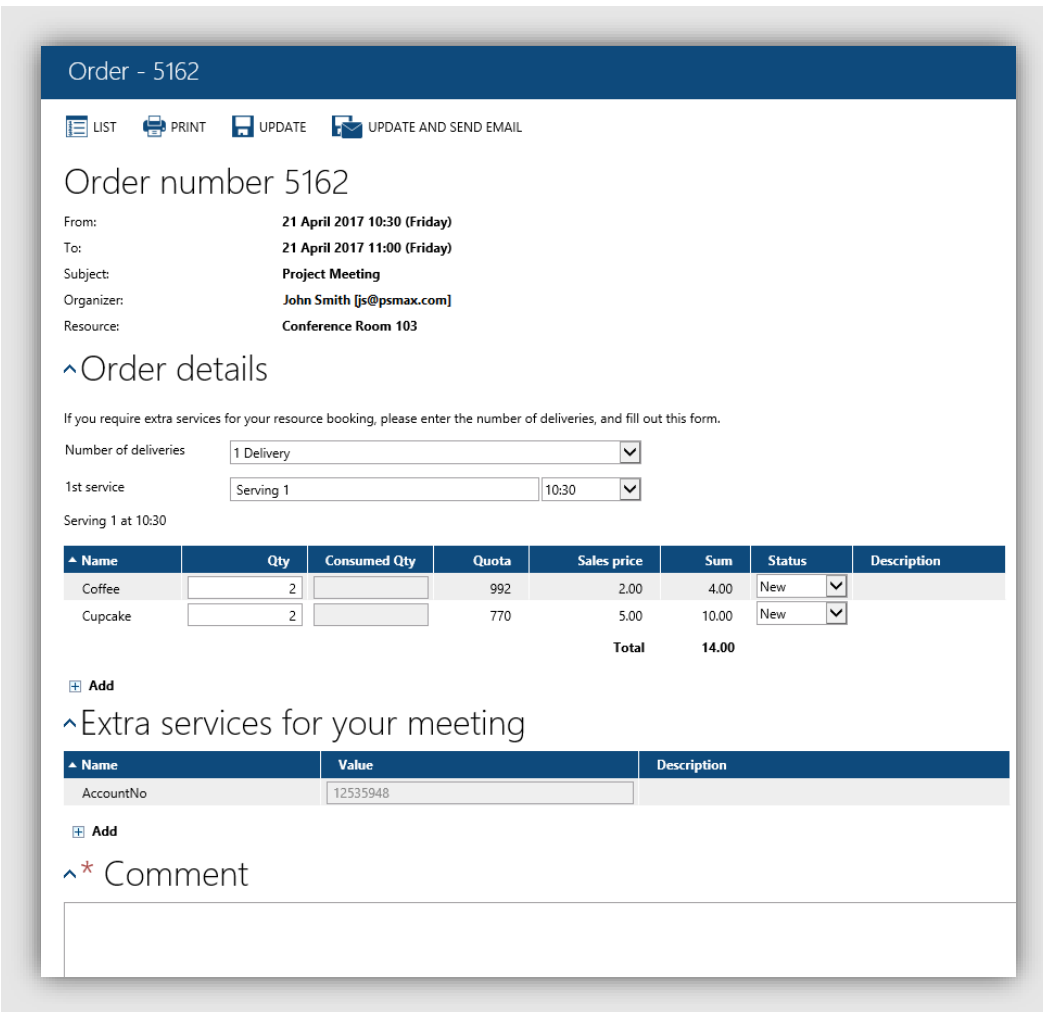 Order - 5162
LIST PRINT UPDATE UPDATE AND SEND EMAIL
Order number 5162
From: 21 April 2017 10:30 (Friday)
To: 21 April 2017 11:00 (Friday)
Subject: Project Meeting
Organizer: John Smith [js@psmax.com]
Resource: Conference Room 103
Order details
If you require extra services for your resource booking, please enter the number of deliveries, and fill out this form.
Number of deliveries 1 Delivery
1st service Serving 1 10:30
Serving 1 at 10:30
Name Qty Consumed Qty Quota Sales price Sum Status Description
Coffee 2 992 2.00 4.00 New
Cupcake 2 770 5.00 10.00 New
Total 14.00
Add
Extra services for your meeting
Name Value Description
AccountNo 12535948
Add
* Comment